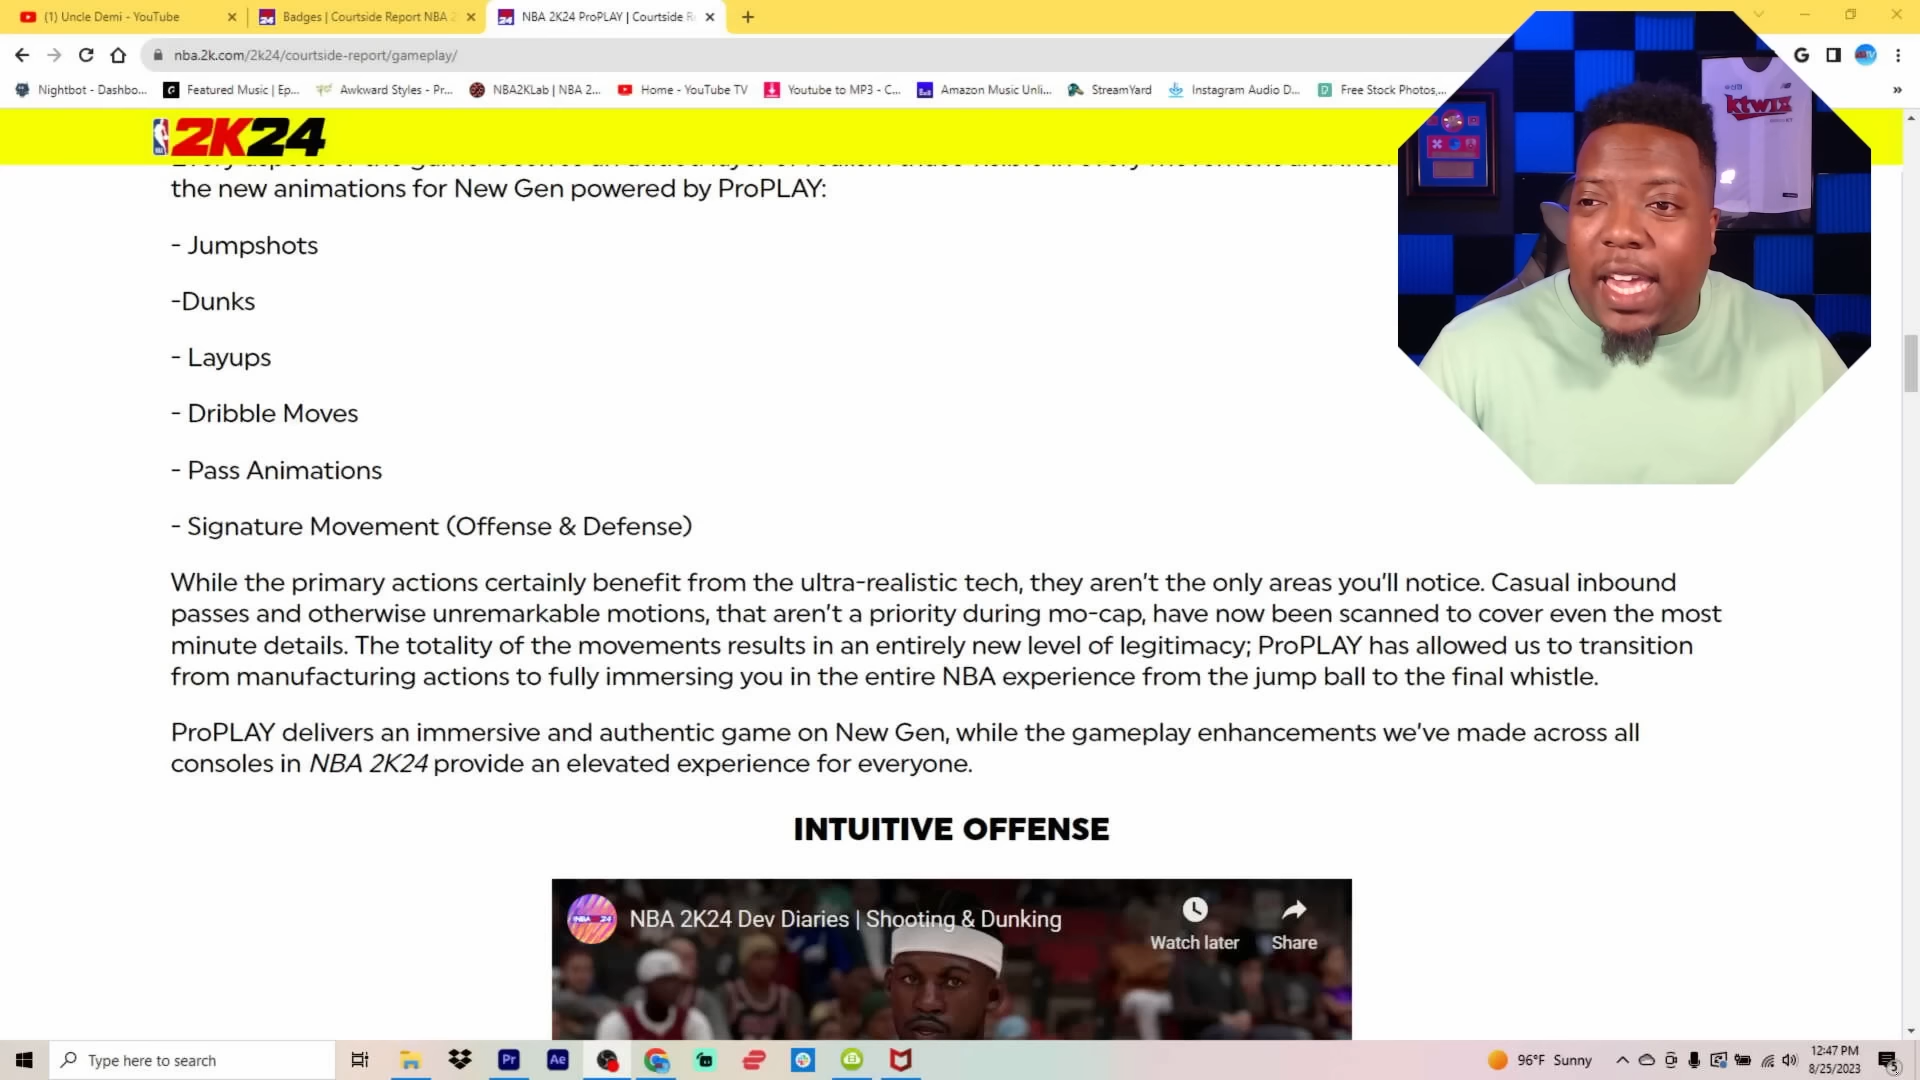 (1) Uncle Demi - YouTube
Badges | Courtside Report NBA 2
NBA 2K24 ProPLAY | Courtside R
nba.2k.com/2k24/courtside-report/gameplay/
Nightbot - Dashbo...
Featured Music | Ep...
Awkward Styles - Pr...
NBA2KLab | NBA 2...
Home - YouTube TV
Youtube to MP3 - C...
Amazon Music Unli...
StreamYard
Instagram Audio D...
Free Stock Photos,...
2K24
the new animations for New Gen powered by ProPLAY:
- Jumpshots
-Dunks
- Layups
- Dribble Moves
- Pass Animations
- Signature Movement (Offense & Defense)
While the primary actions certainly benefit from the ultra-realistic tech, they aren't the only areas you'll notice. Casual inbound
passes and otherwise unremarkable motions, that aren't a priority during mo-cap, have now been scanned to cover even the most
minute details. The totality of the movements results in an entirely new level of legitimacy; ProPLAY has allowed us to transition
from manufacturing actions to fully immersing you in the entire NBA experience from the jump ball to the final whistle.
ProPLAY delivers an immersive and authentic game on New Gen, while the gameplay enhancements we've made across all
consoles in NBA 2K24 provide an elevated experience for everyone.
INTUITIVE OFFENSE
NBA 2K24 Dev Diaries | Shooting & Dunking
Watch later
Share
ktwiz
Type here to search
Pr
Ae
96°F Sunny
12:47 PM
8/25/2023
5